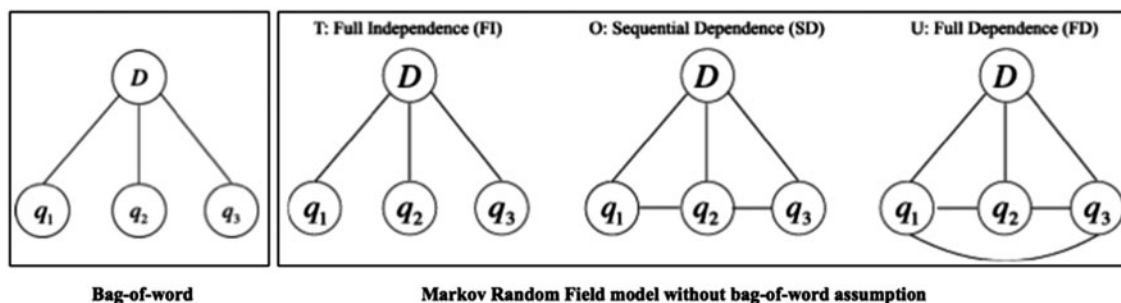 T: Full Independence (FI) O: Sequential Dependence (SD) U: Full Dependence (FD)
D D D D
q1 q2 q3 q1 q2 q3 q1 q2 q3 q1 q2 q3
Bag-of-word Markov Random Field model without bag-of-word assumption